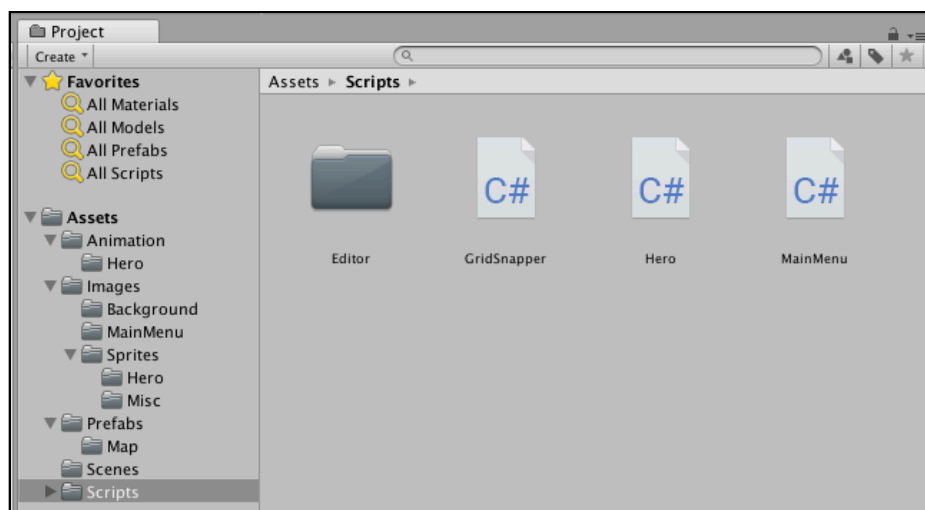 Project
Create
Favorites
All Materials
All Models
All Prefabs
All Scripts
Assets
Animation
Hero
Images
Background
MainMenu
Sprites
Hero
Misc
Prefabs
Map
Scenes
Scripts
Assets Scripts
C# C# C#
Editor GridSnapper Hero MainMenu